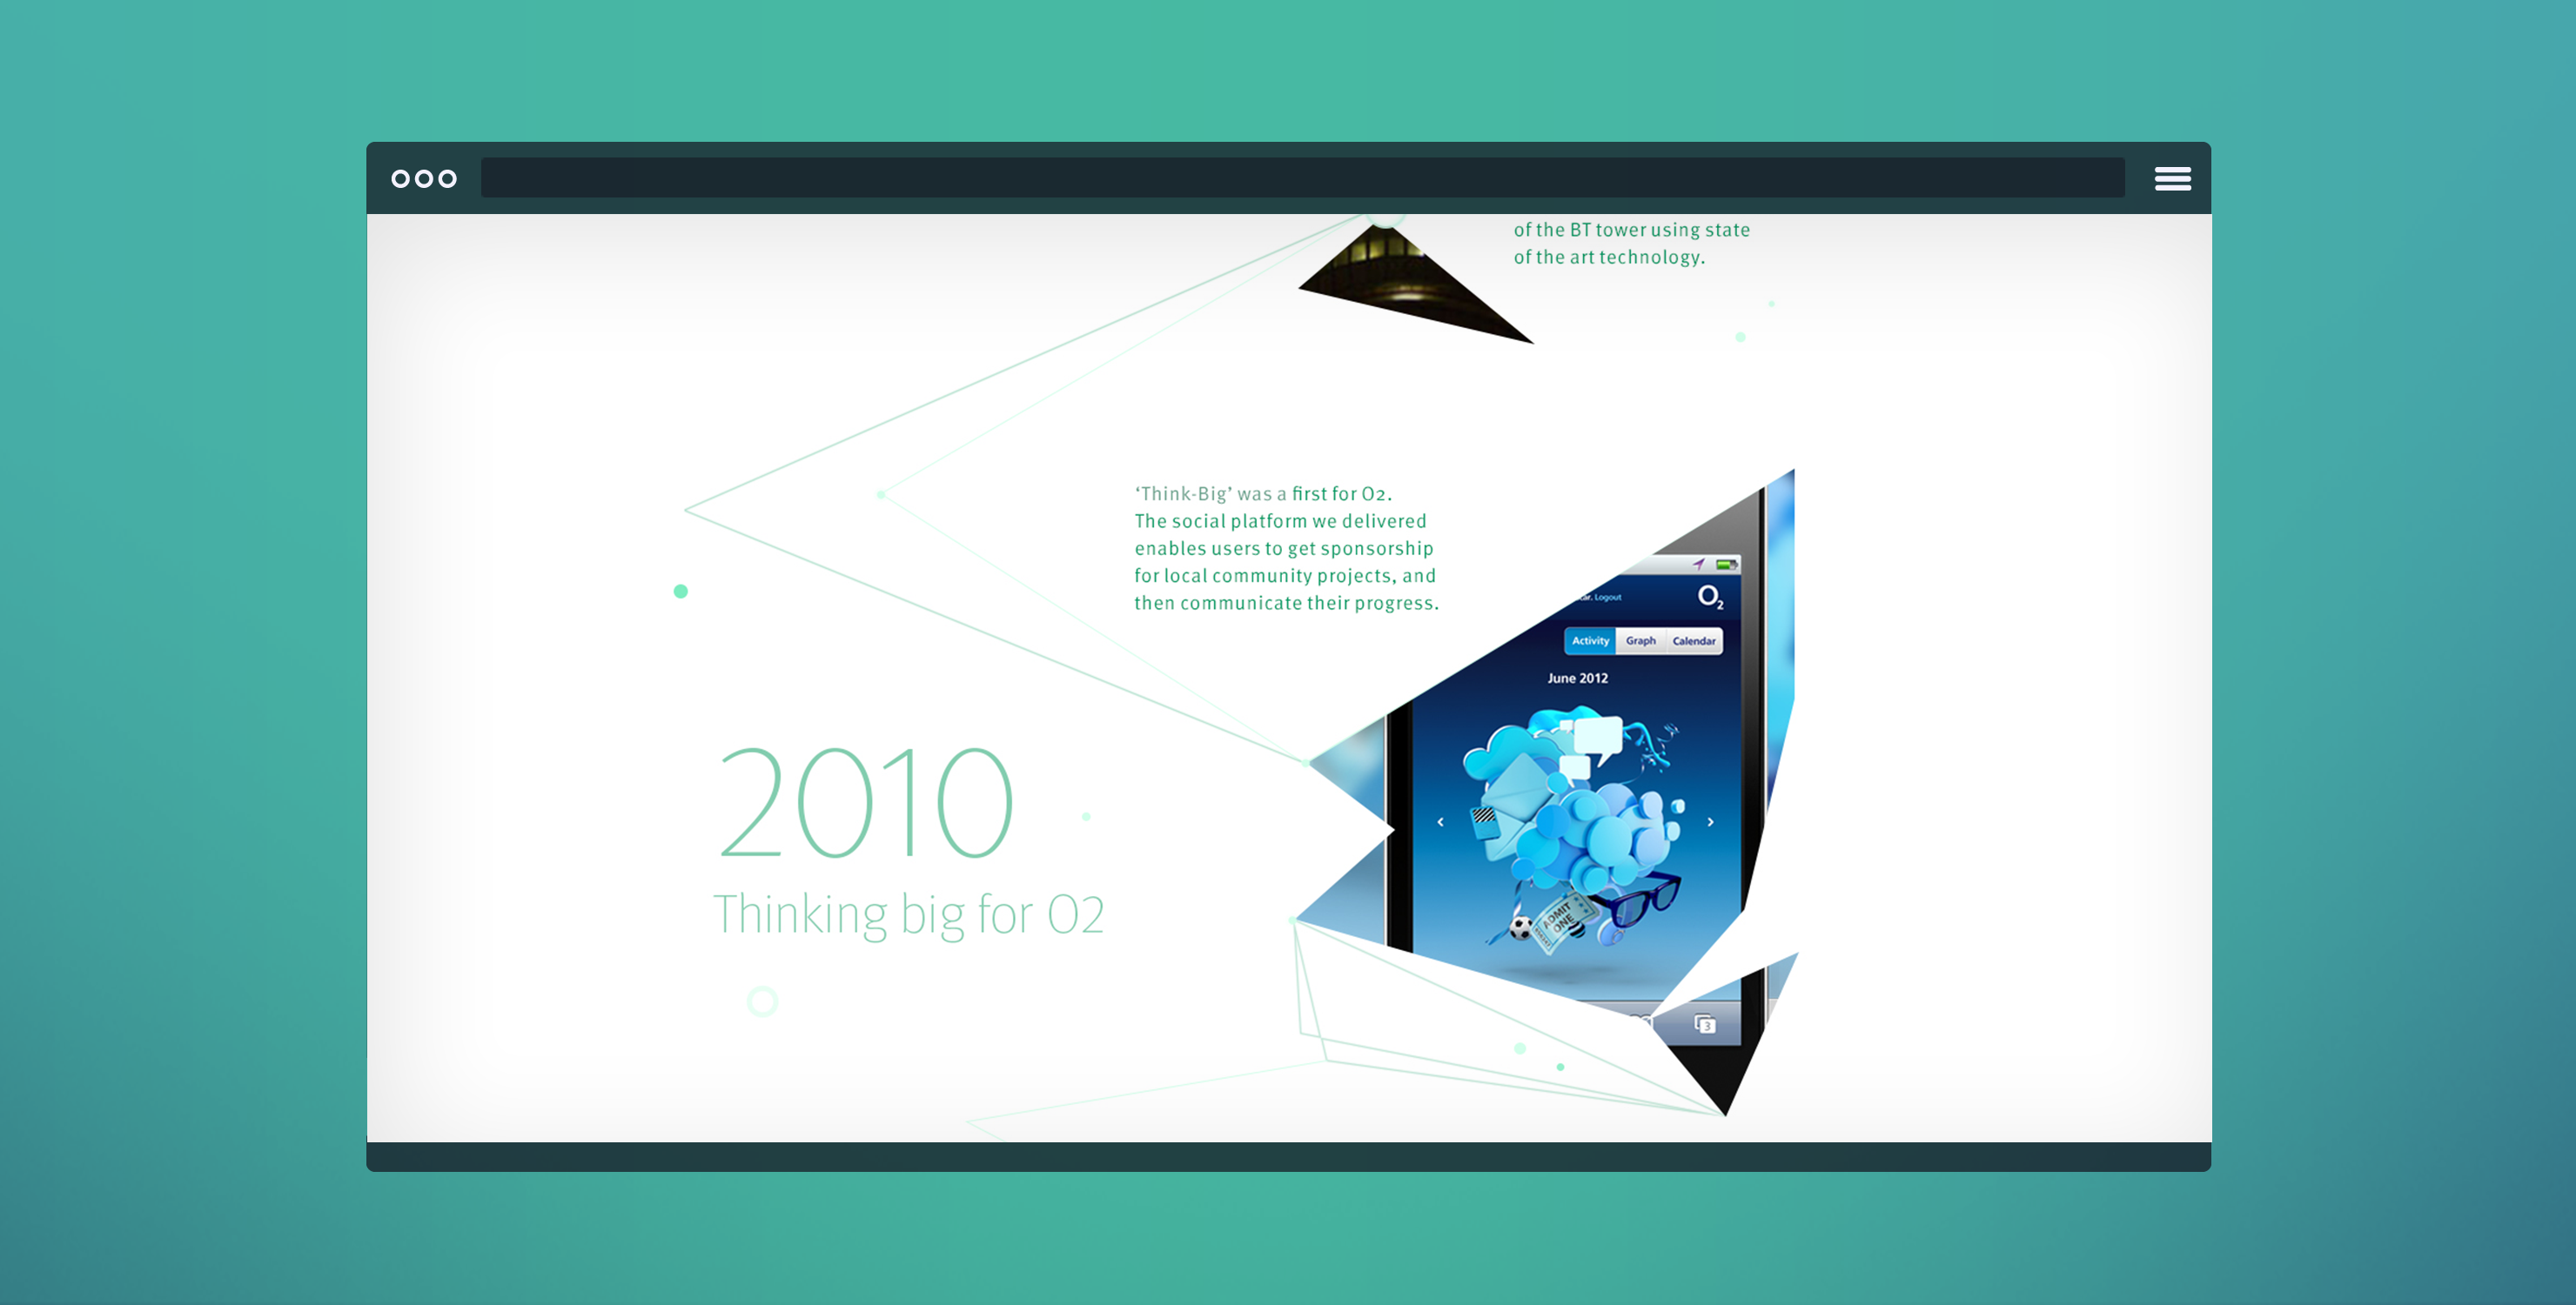 of the BT tower using state
of the art technology.
‘Think-Big’ was a first for O2.
The social platform we delivered
enables users to get sponsorship
for local community projects, and
then communicate their progress.
Logout
O2
Activity Graph Calendar
June 2012
2010
Thinking big for O2
ADMIT
ONE
3